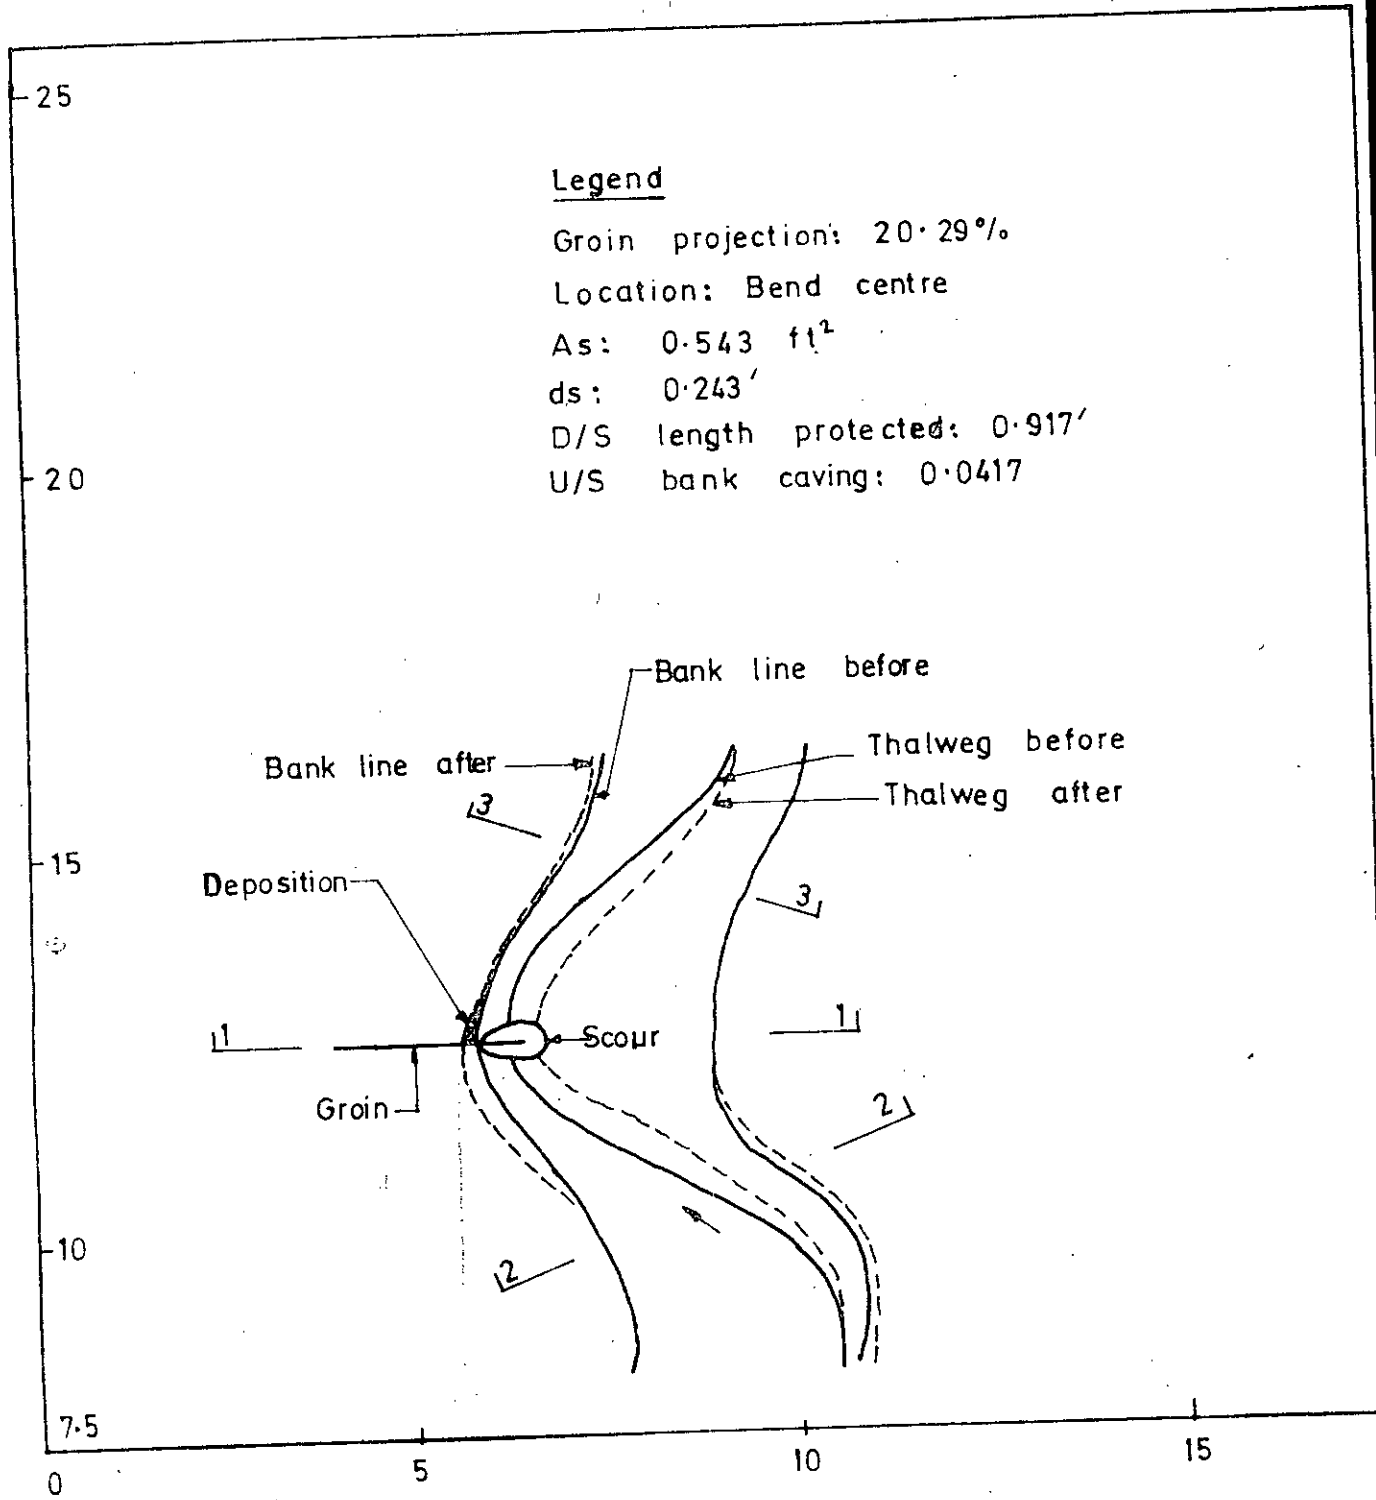 25
Legend
Groin projection: 20·29%
Location: Bend centre
As: 0·543 ft²
ds: 0·243′
D/S length protected: 0·917′
20
U/S bank caving: 0·0417
Bank line before
Thalweg before
Bank line after
Thalweg after
3
15
Deposition
3
1
1
Scour
Groin
2
10
2
7·5
0
5
10
15